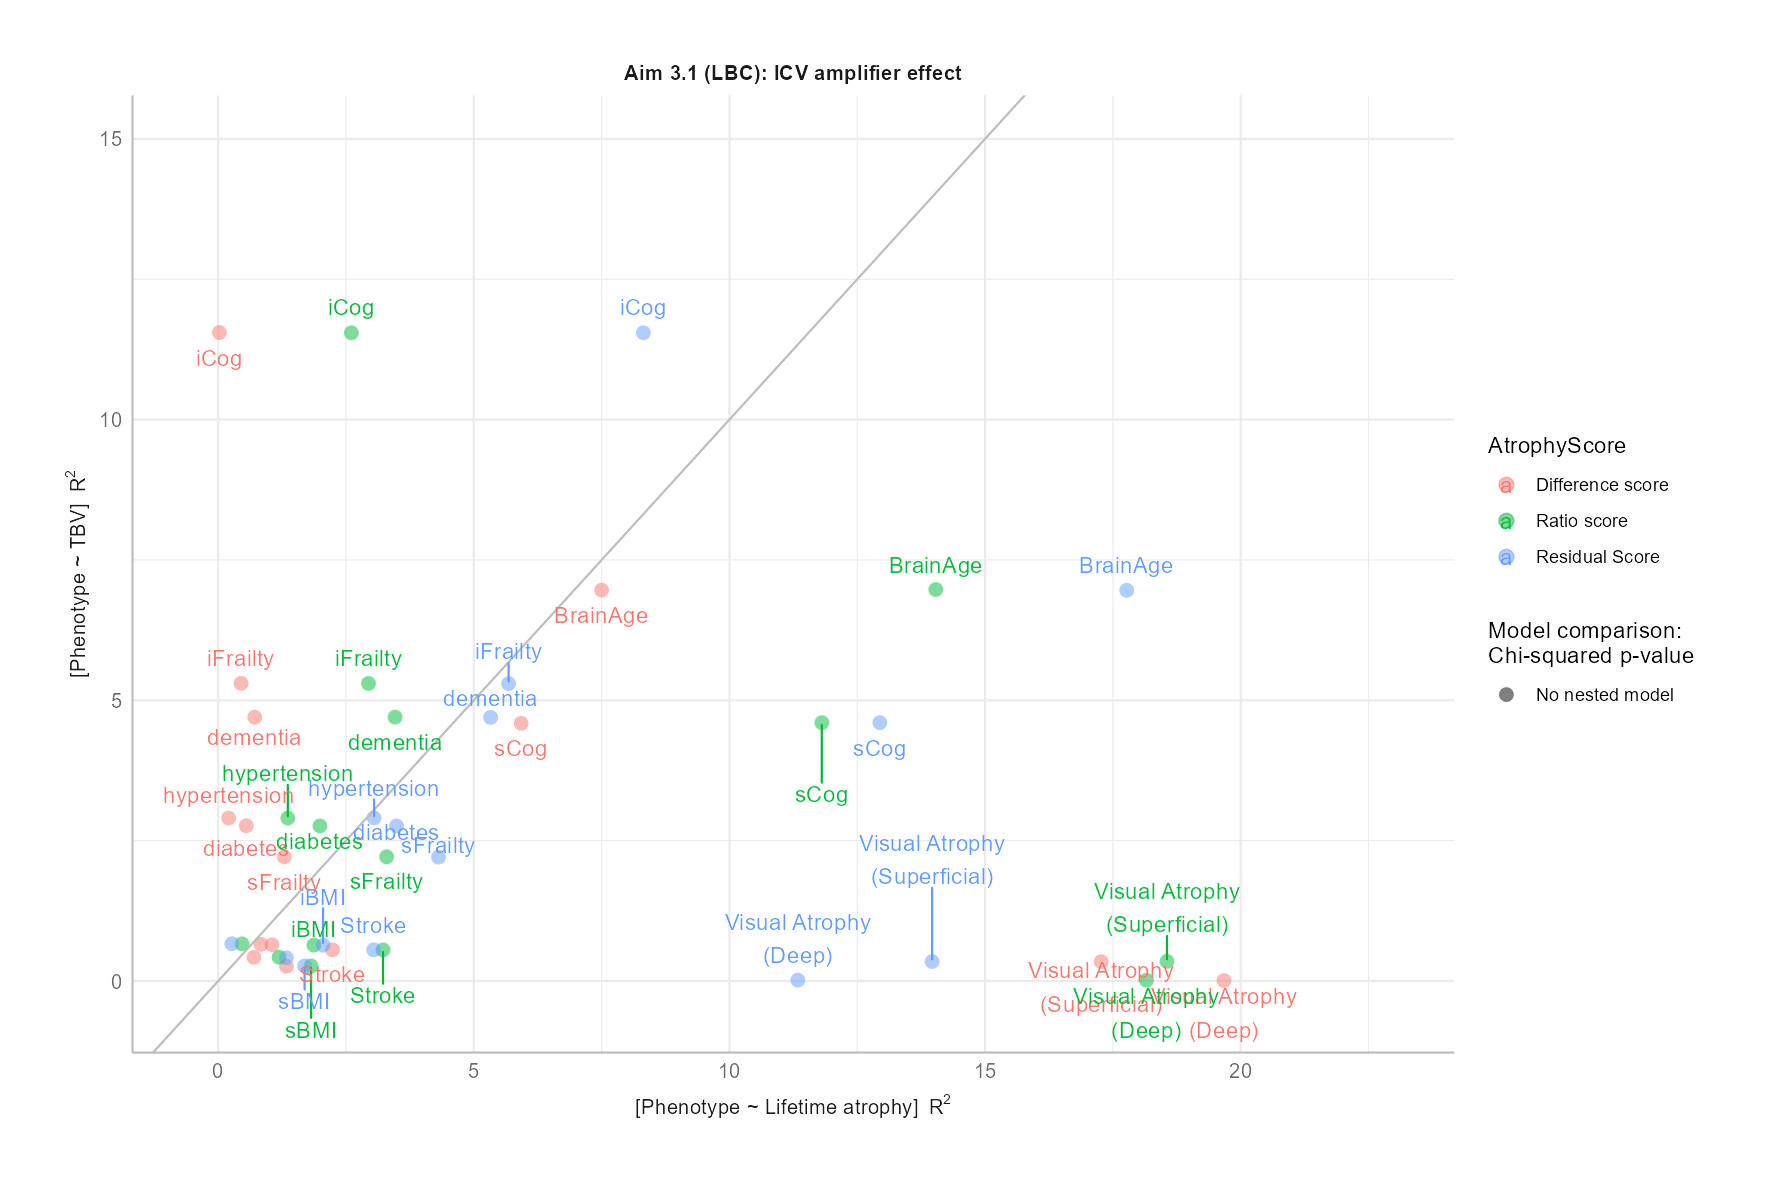 Aim 3.1 (LBC): ICV amplifier effect
15
10
5
0
[Phenotype ~ TBV] R2
iCog
iCog
iCog
BrainAge
BrainAge
BrainAge
iFrailty
iFrailty
iFrailty
dementia
dementia
dementia
sCog
sCog
sCog
hypertension
hypertension
hypertension
diabetes
diabetes
diabetes
sFrailty
sFrailty
sFrailty
iBMI
iBMI
Stroke
Stroke
Stroke
sBMI
sBMI
Visual Atrophy
(Superficial)
Visual Atrophy
(Deep)
Visual Atrophy
(Superficial)
Visual Atrophy
(Superficial)
Visual Atrophy
(Deep)
Visual Atrophy
(Deep)
0
5
10
15
20
[Phenotype ~ Lifetime atrophy] R2
AtrophyScore
a Difference score
a Ratio score
a Residual Score
Model comparison:
Chi-squared p-value
No nested model